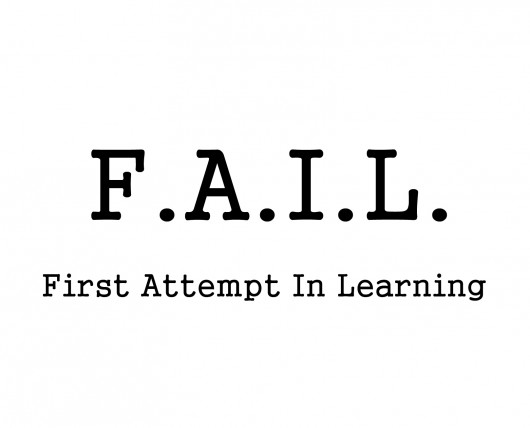 F.A.I.L.
First Attempt In Learning